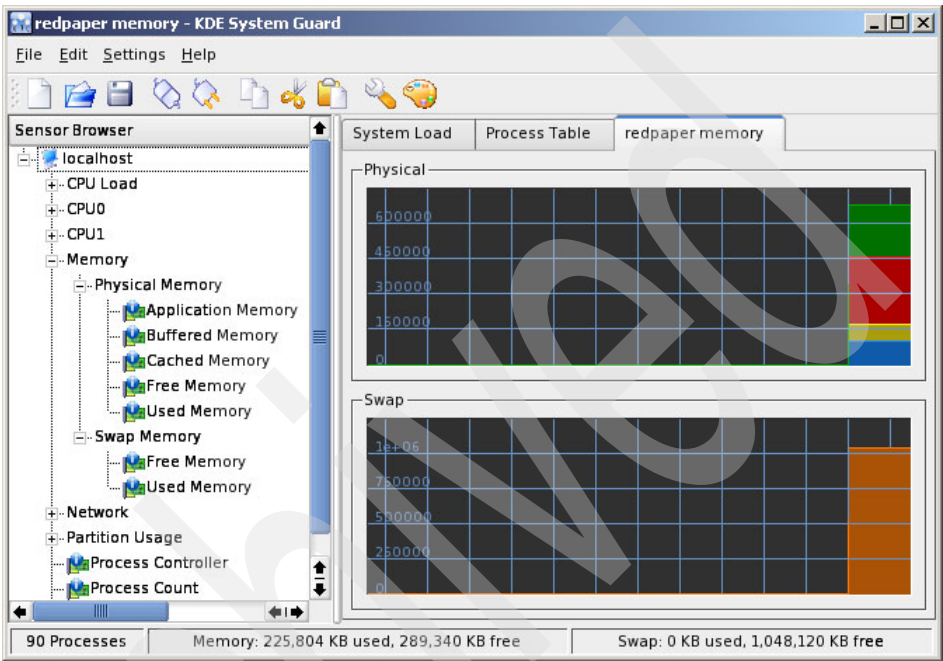 redpaper memory - KDE System Guard
File Edit Settings Help
Sensor Browser
localhost
CPU Load
CPU0
CPU1
Memory
Physical Memory
Application Memory
Buffered Memory
Cached Memory
Free Memory
Used Memory
Swap Memory
Free Memory
Used Memory
Network
Partition Usage
Process Controller
Process Count
System Load Process Table redpaper memory
Physical
600000
450000
300000
150000
0
Swap
1e+06
750000
500000
250000
0
90 Processes Memory: 225,804 KB used, 289,340 KB free Swap: 0 KB used, 1,048,120 KB free